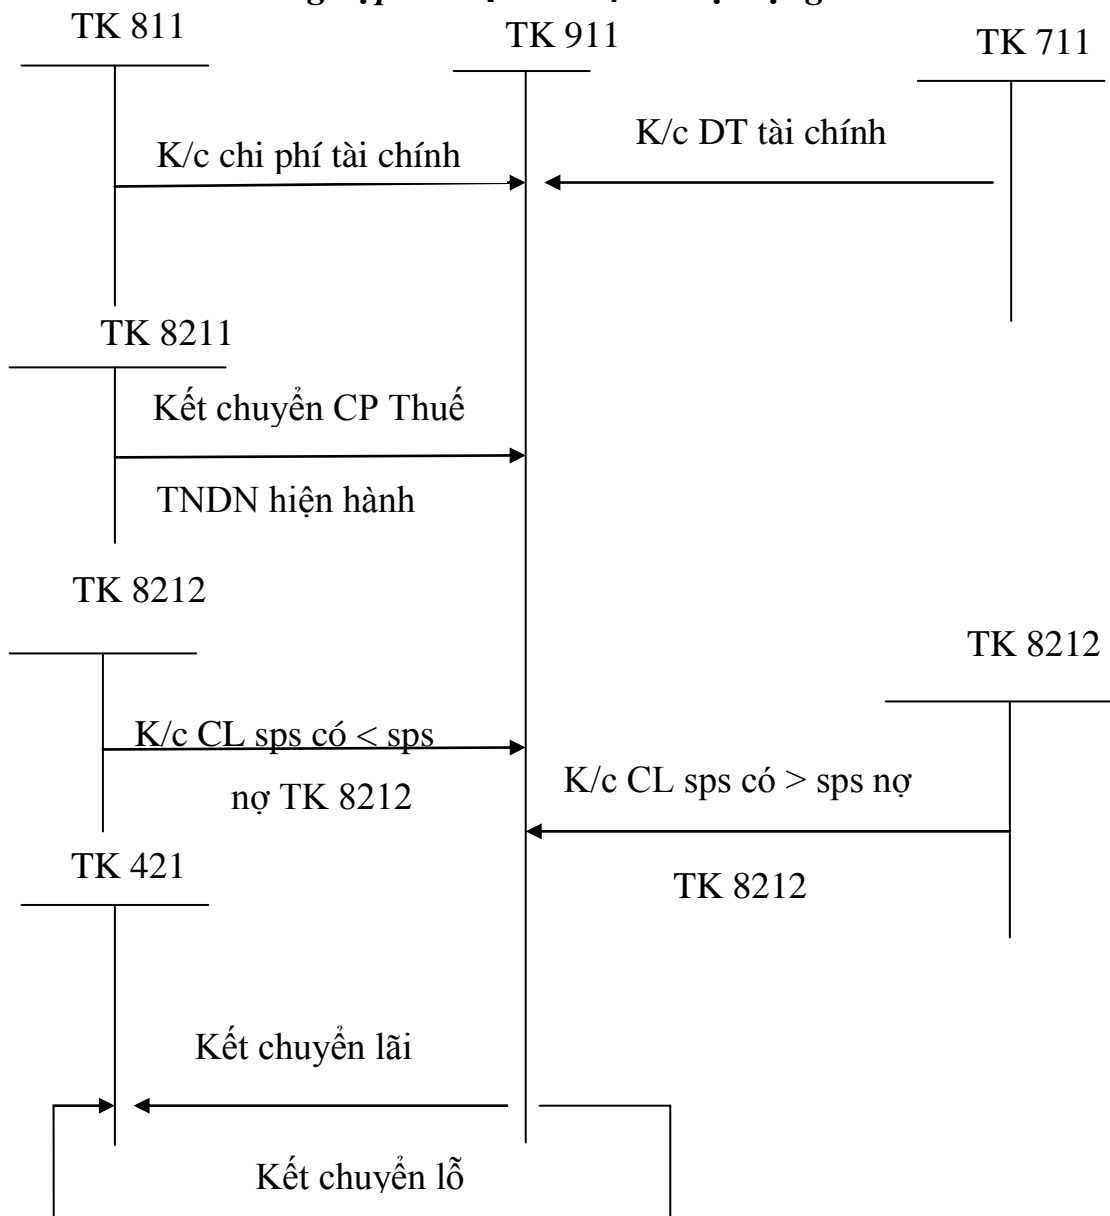 TK 811
TK 911
TK 711
K/c chi phí tài chính
K/c DT tài chính
TK 8211
Kết chuyển CP Thuế
TNDN hiện hành
TK 8212
TK 8212
K/c CL sps có < sps
nợ TK 8212
K/c CL sps có > sps nợ
TK 8212
TK 421
Kết chuyển lãi
Kết chuyển lỗ